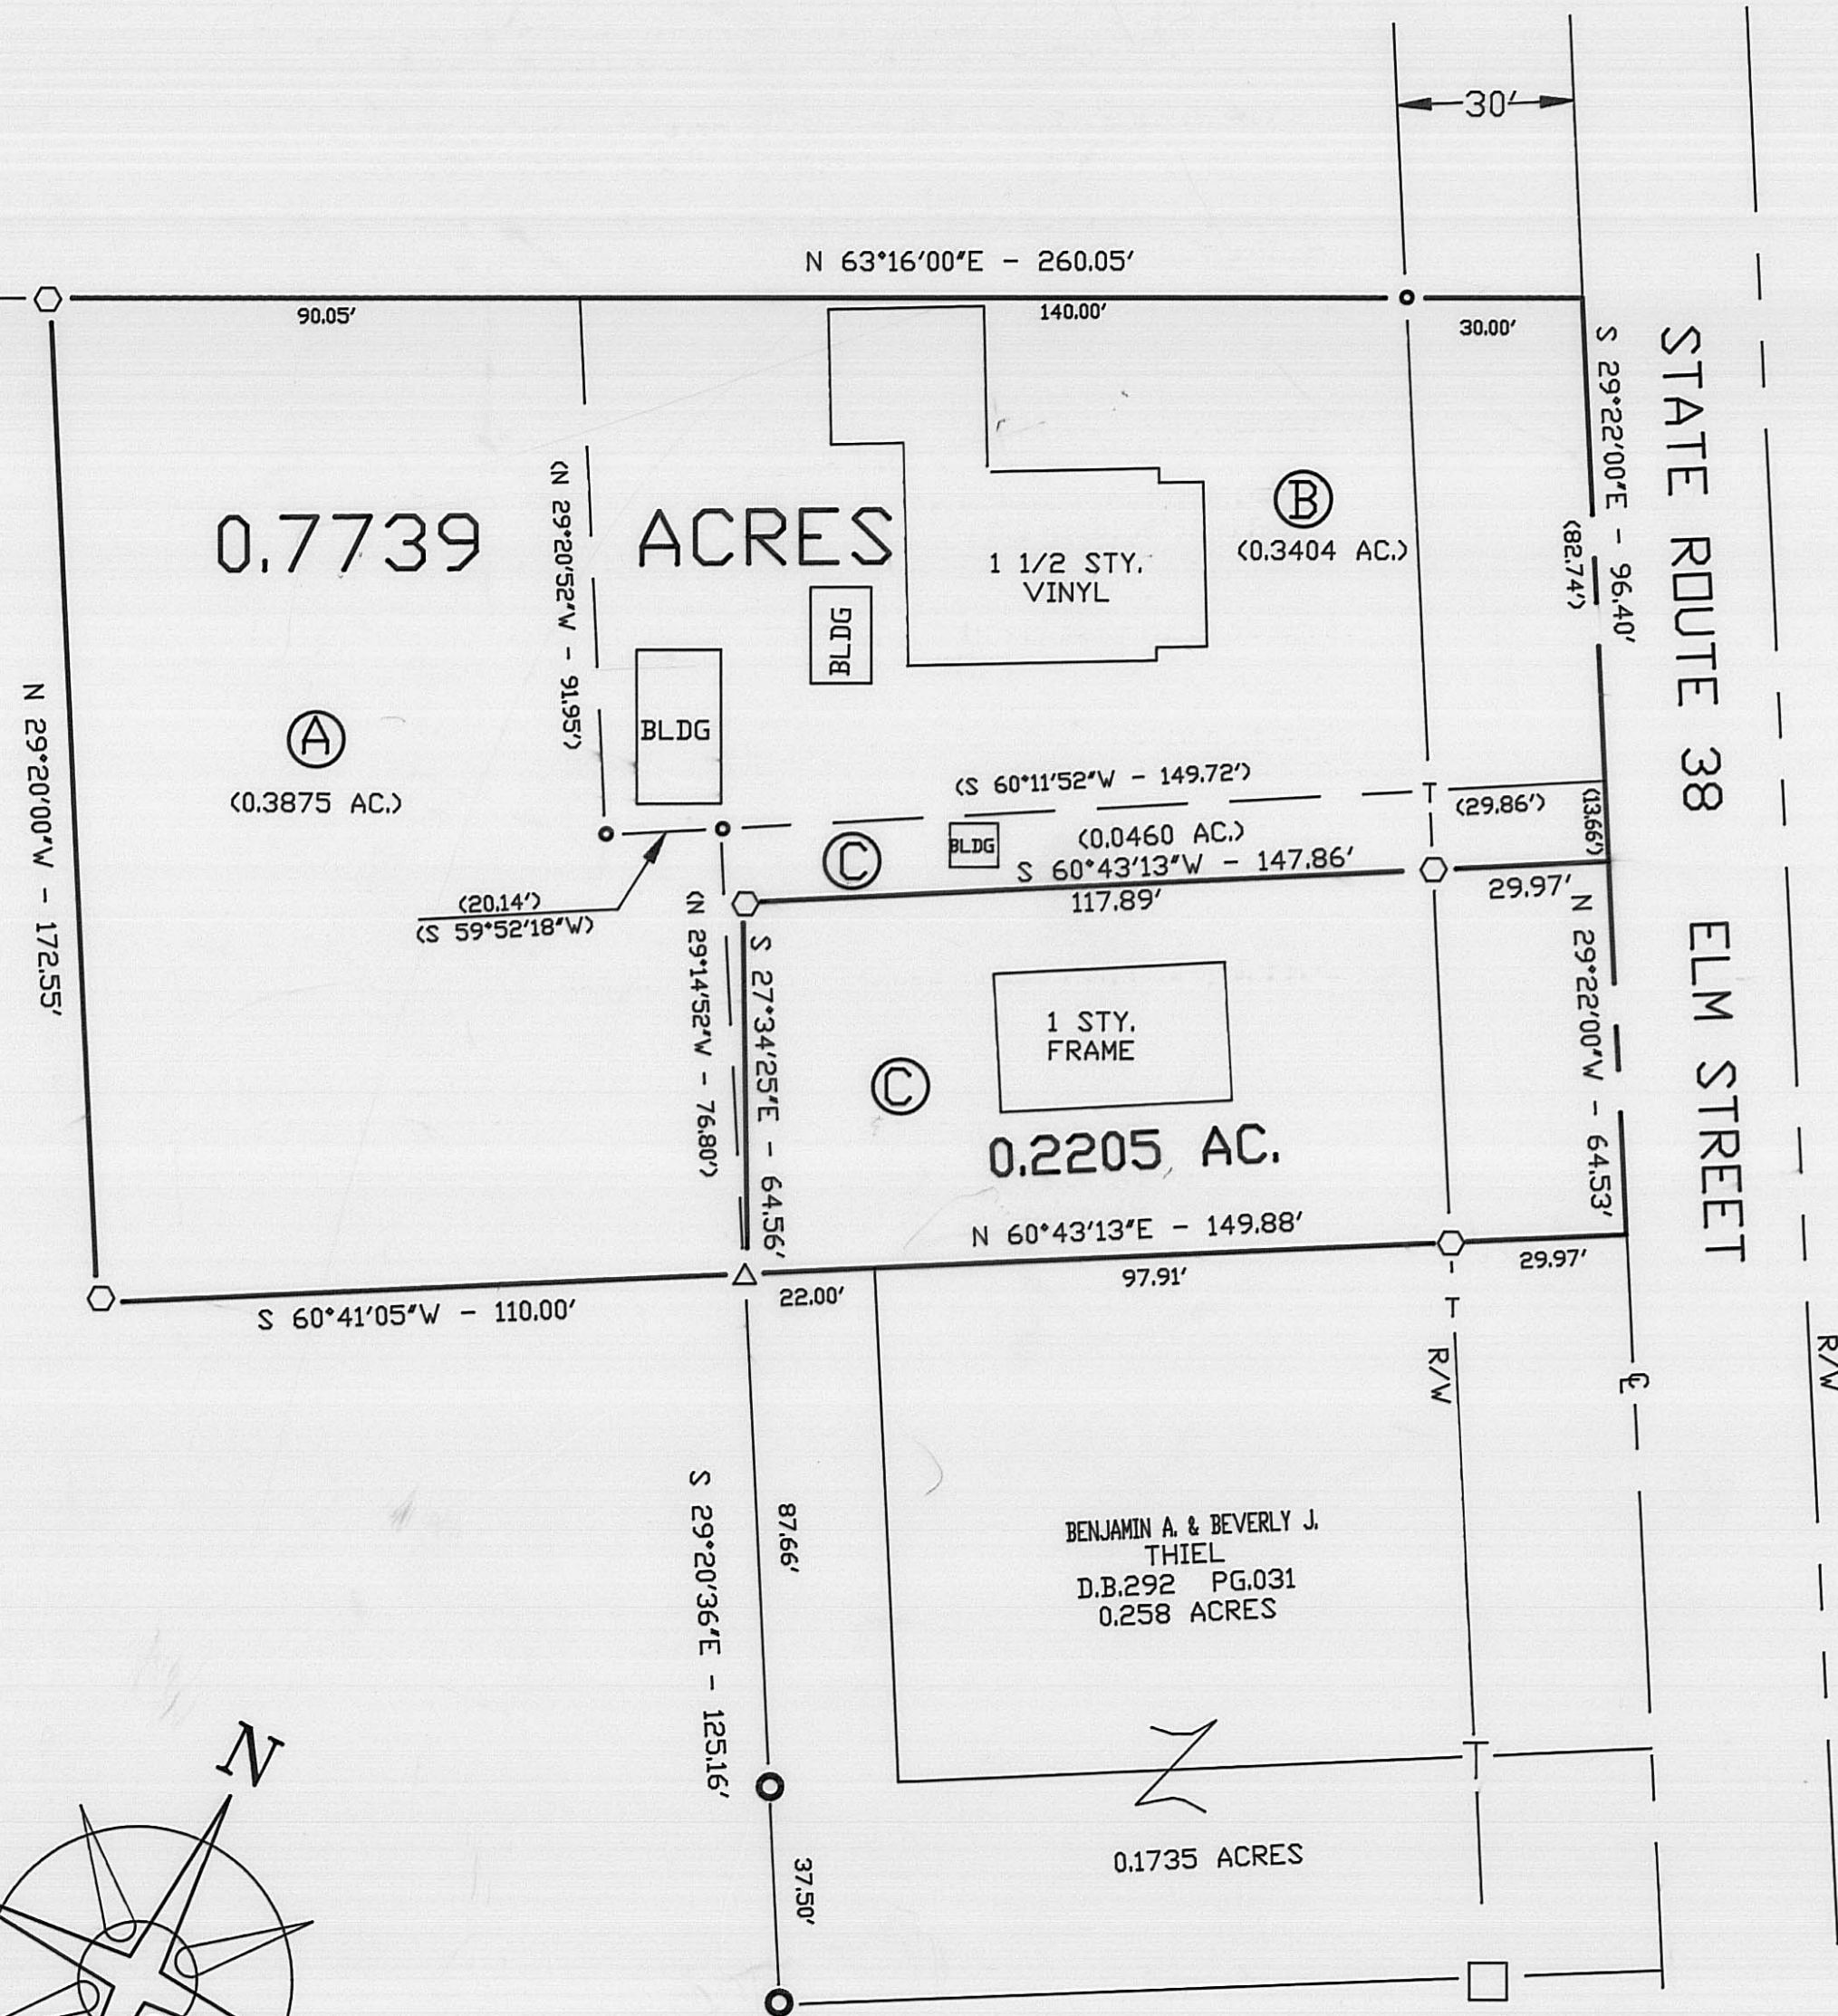 30'
N 63°16'00"E - 260.05'
90.05'
140.00'
30.00'
S 29°22'00"E - 96.40'
(82.74')
STATE ROUTE 38 ELM STREET
(N 29°20'52"W - 91.95')
0.7739 ACRES
B
(0.3404 AC.)
1 1/2 STY.
VINYL
BLDG
BLDG
N 29°20'00"W - 172.55'
A
(0.3875 AC.)
(S 60°11'52"W - 149.72')
T
(29.86')
(13.66')
(0.0460 AC.)
BLDG
C
S 60°43'13"W - 147.86'
117.89'
29.97'
(20.14')
(S 59°52'18"W)
(N 29°14'52"W - 76.80')
S 27°34'25"E - 64.56'
N 29°22'00"W - 64.53'
1 STY.
FRAME
C
0.2205 AC.
N 60°43'13"E - 149.88'
S 60°41'05"W - 110.00'
22.00'
97.91'
29.97'
T
R/W
℄
R/W
S 29°20'36"E - 125.16'
87.66'
BENJAMIN A. & BEVERLY J.
THIEL
D.B.292 PG.031
0.258 ACRES
T
N
37.50'
0.1735 ACRES